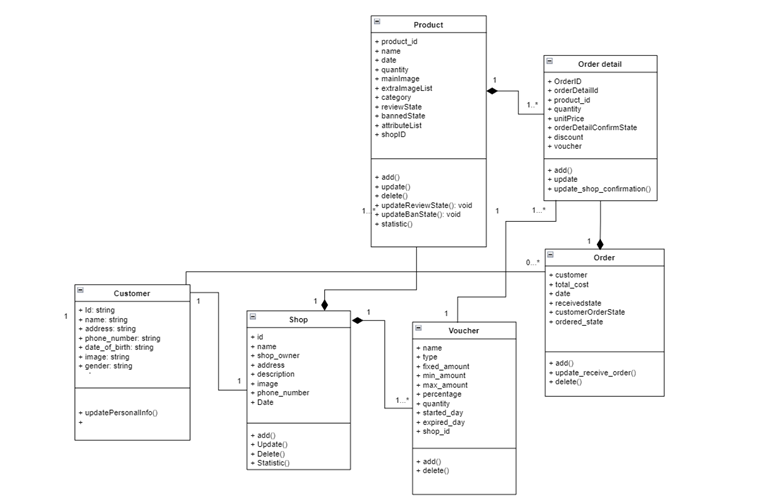 Product
+ product_id
+ name
+ date
+ quantity
+ mainImage
+ extraImageList
+ category
+ reviewState
+ bannedState
+ attributeList
+ shopID
+ add()
+ update()
+ delete()
+ updateReviewState(): void
+ updateBanState(): void
+ statistic()
1
1..*
Order detail
+ OrderID
+ orderDetailId
+ product_id
+ quantity
+ unitPrice
+ orderDetailConfirmState
+ discount
+ voucher
+ add()
+ update
+ update_shop_confirmation()
1...*
1
1...*
1
0...*
Order
+ customer
+ total_cost
+ date
+ receivedstate
+ customerOrderState
+ ordered_state
+ add()
+ update_receive_order()
+ delete()
Customer
+ Id: string
+ name: string
+ address: string
+ phone_number: string
+ date_of_birth: string
+ image: string
+ gender: string
+ updatePersonalInfo()
+
1
1
1
1
1
Shop
+ id
+ name
+ shop_owner
+ address
+ description
+ image
+ phone_number
+ Date
+ add()
+ Update()
+ Delete()
+ Statistic()
1
1...*
Voucher
+ name
+ type
+ fixed_amount
+ min_amount
+ max_amount
+ percentage
+ quantity
+ started_day
+ expired_day
+ shop_id
+ add()
+ delete()